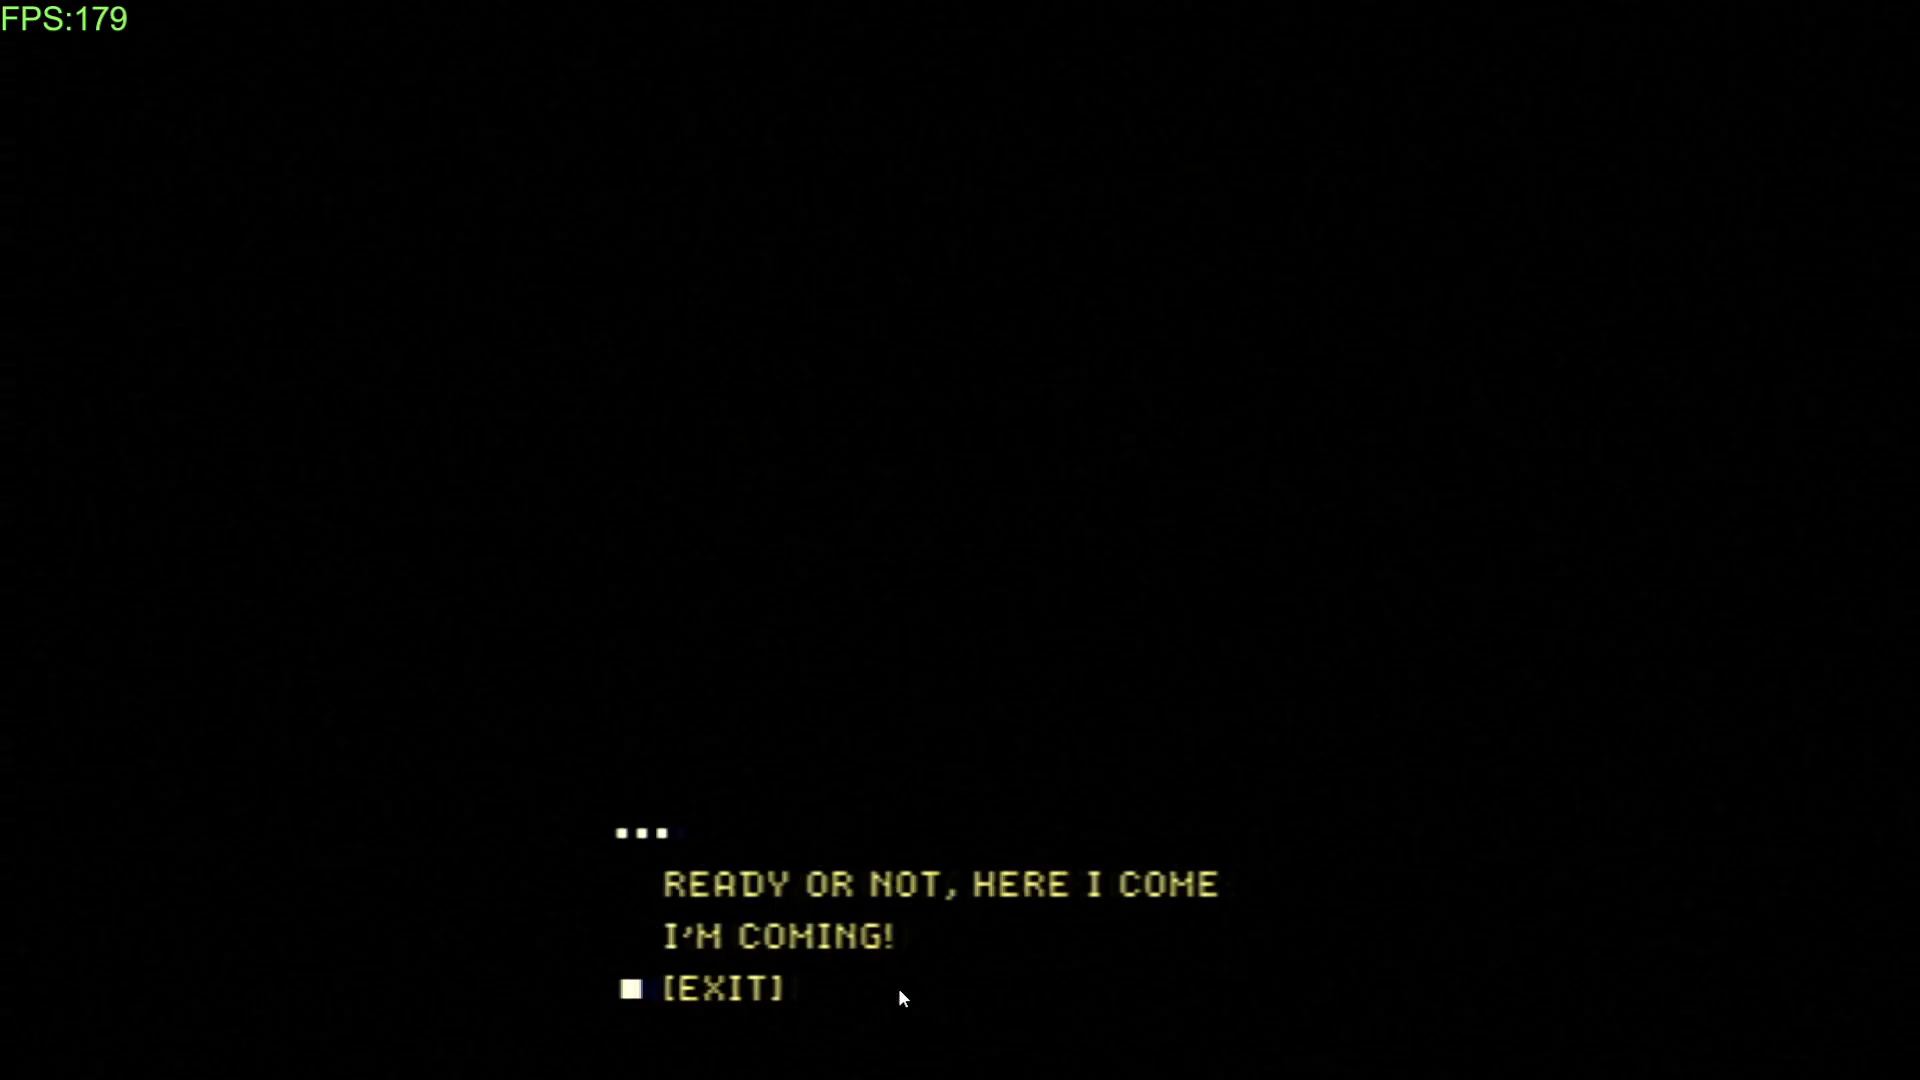 FPS:179
...
READY OR NOT, HERE I COME
I'M COMING!
[EXIT]